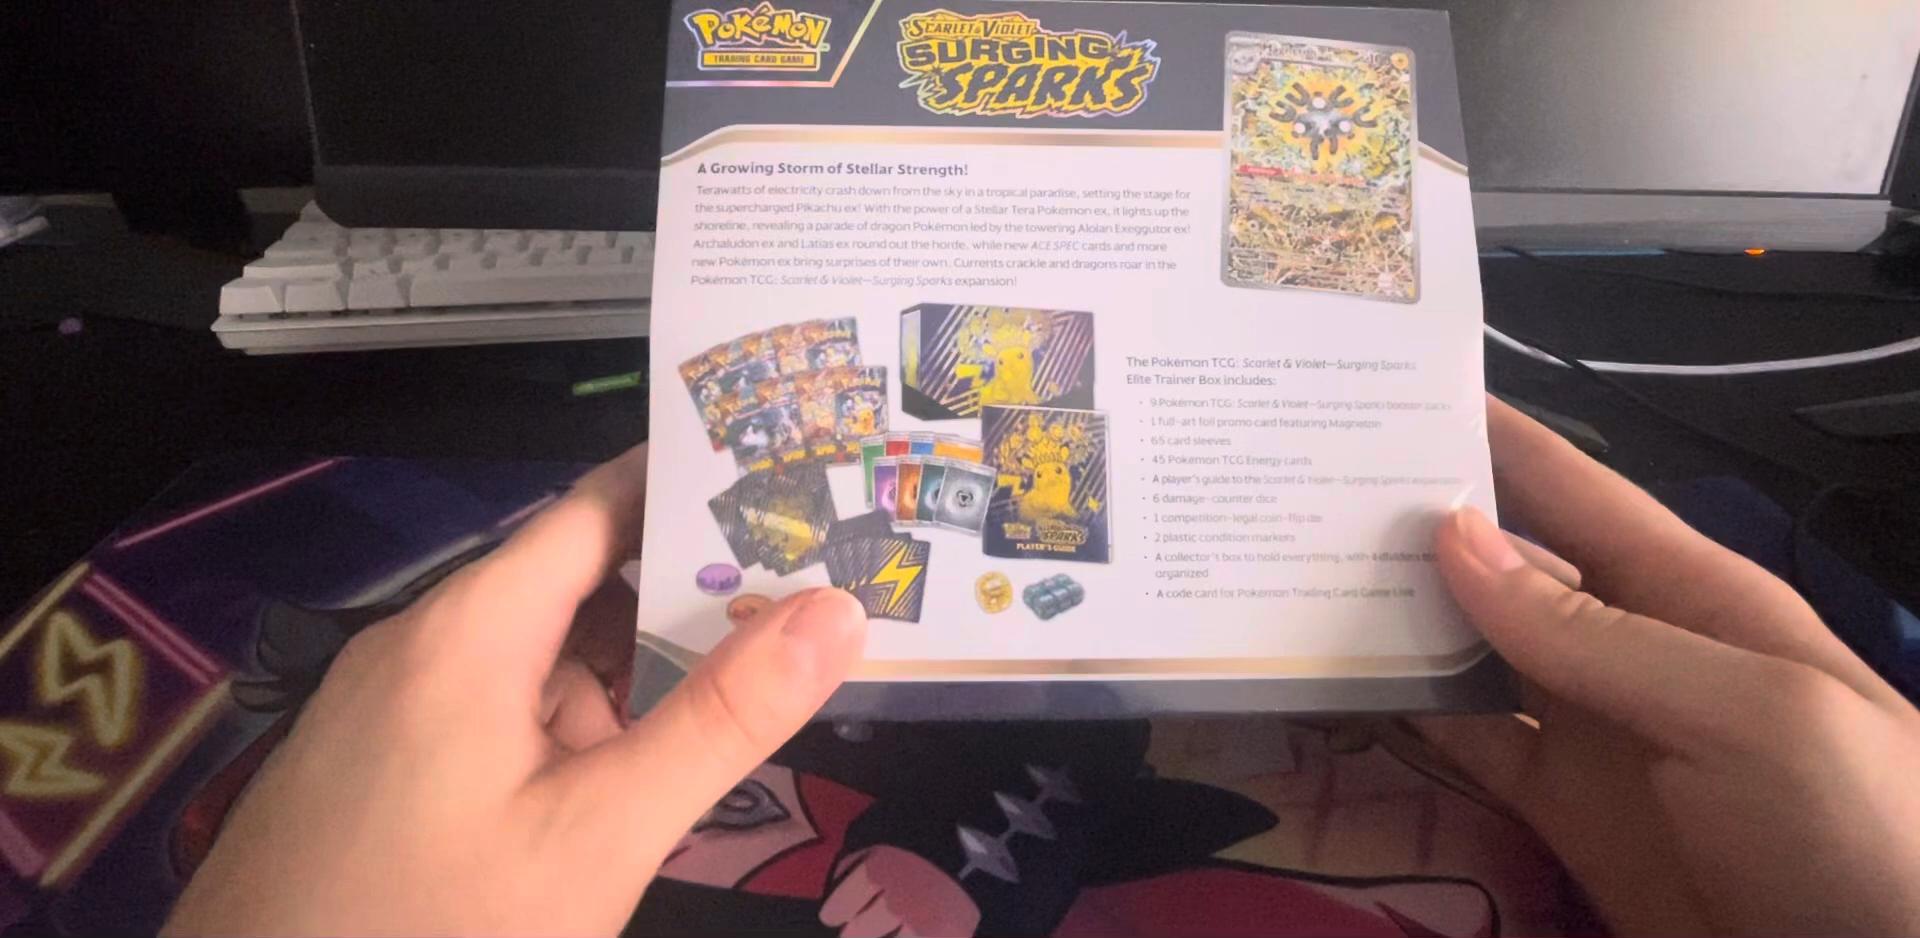 POKéMON
TRADING CARD GAME
SCARLET & VIOLET
SURGING
SPARKS
A Growing Storm of Stellar Strength!
Terawatts of electricity crash down from the sky in a tropical paradise, setting the stage for
the supercharged Pikachu ex! With the power of a Stellar Tera Pokémon ex, it lights up the
shoreline, revealing a parade of dragon Pokémon led by the towering Alolan Exeggutor ex!
Archaludon ex and Latias ex round out the horde, while new ACE SPEC cards and more
new Pokémon ex bring surprises of their own. Currents crackle and dragons roar in the
Pokémon TCG: Scarlet & Violet—Surging Sparks expansion!
The Pokémon TCG: Scarlet & Violet—Surging Sparks
Elite Trainer Box includes:
• 9 Pokémon TCG: Scarlet & Violet—Surging Sparks booster packs
• 1 full-art foil promo card featuring Magneton
• 65 card sleeves
• 45 Pokémon TCG Energy cards
• A player's guide to the Scarlet & Violet—Surging Sparks expansion
• 6 damage-counter dice
• 1 competition-legal coin-flip die
• 2 plastic condition markers
• A collector's box to hold everything, with 4 dividers
organized
• A code card for Pokémon Trading Card Game Live
SPARKS
PLAYER'S GUIDE